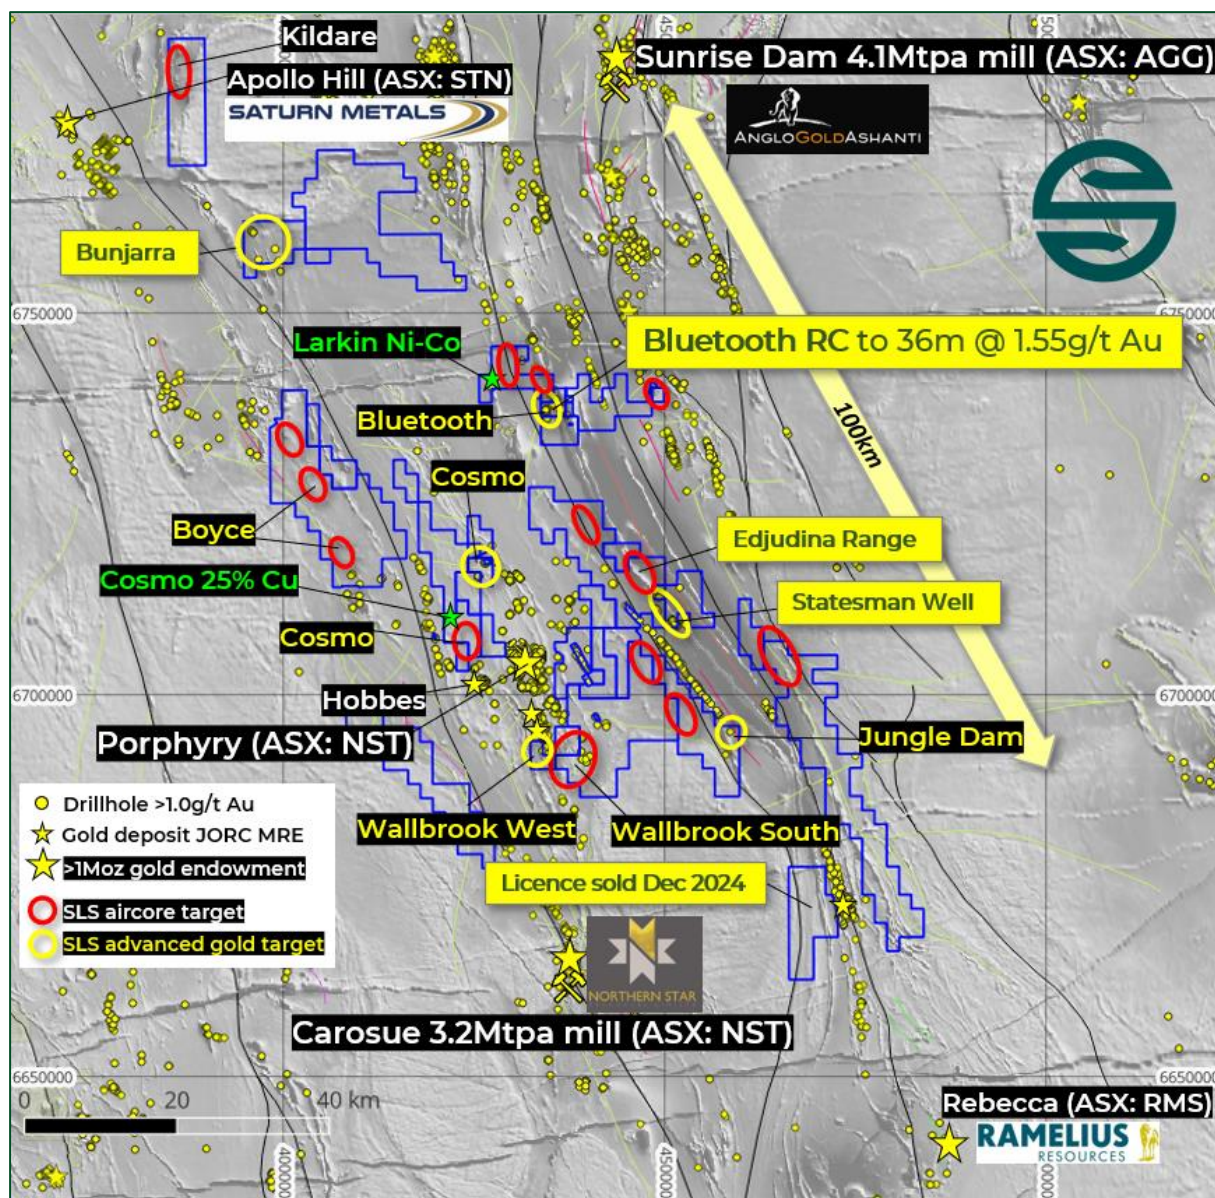 Kildare
Sunrise Dam 4.1Mtpa mill (ASX: AGG)
Apollo Hill (ASX: STN)
SATURN METALS
ANGLOGOLDASHANTI
Bunjarra
6750000
Larkin Ni-Co
Bluetooth RC to 36m @ 1.55g/t Au
Bluetooth
100km
Cosmo
Boyce
Edjudina Range
Cosmo 25% Cu
Statesman Well
Cosmo
6700000
6700000
Hobbes
Porphyry (ASX: NST)
Jungle Dam
Drillhole >1.0g/t Au
Gold deposit JORC MRE
>1Moz gold endowment
SLS aircore target
SLS advanced gold target
Wallbrook West
Wallbrook South
Licence sold Dec 2024
NORTHERN STAR
Carosue 3.2Mtpa mill (ASX: NST)
6650000
0 20 40 km
Rebecca (ASX: RMS)
RAMELIUS
RESOURCES